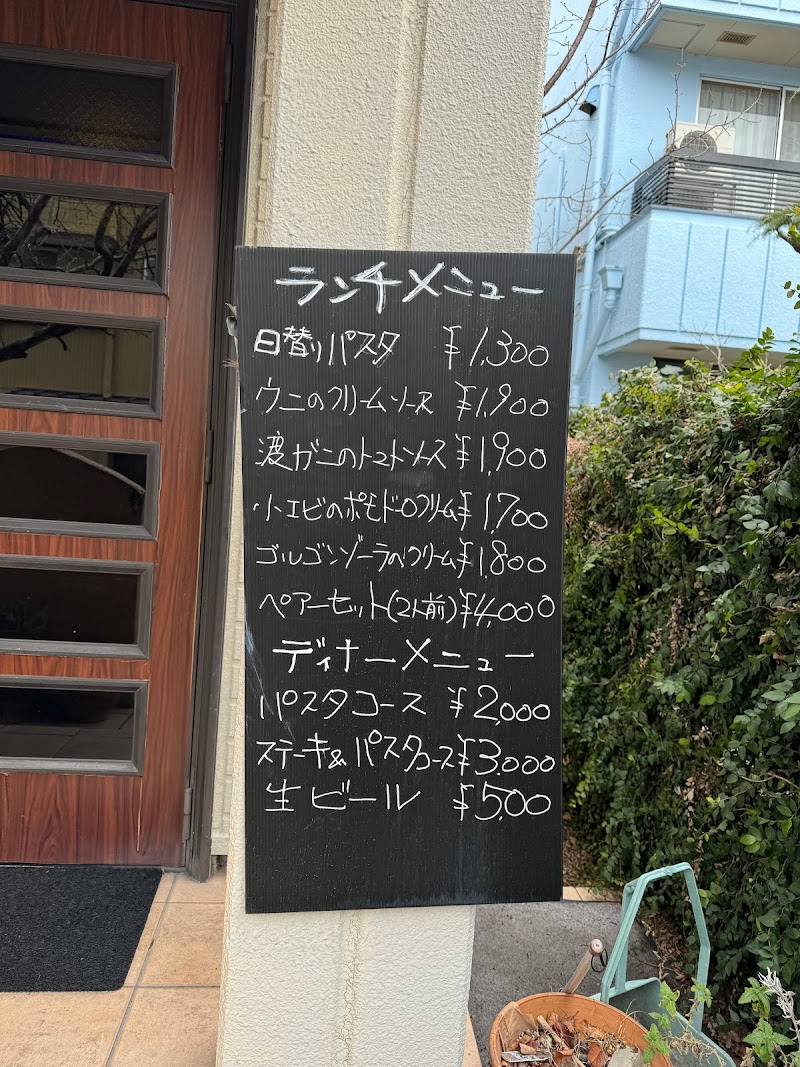 ランチメニュー
日替りパスタ ¥1,300
ウニのクリームソース ¥1,900
渡ガニのトマトソース ¥1,900
小エビのポモドーロクリーム ¥1,700
ゴルゴンゾーラのクリーム ¥1,800
ペアーセット(2人前) ¥4,000
ディナーメニュー
パスタコース ¥2,000
ステーキ&パスタコース ¥3,000
生ビール ¥500